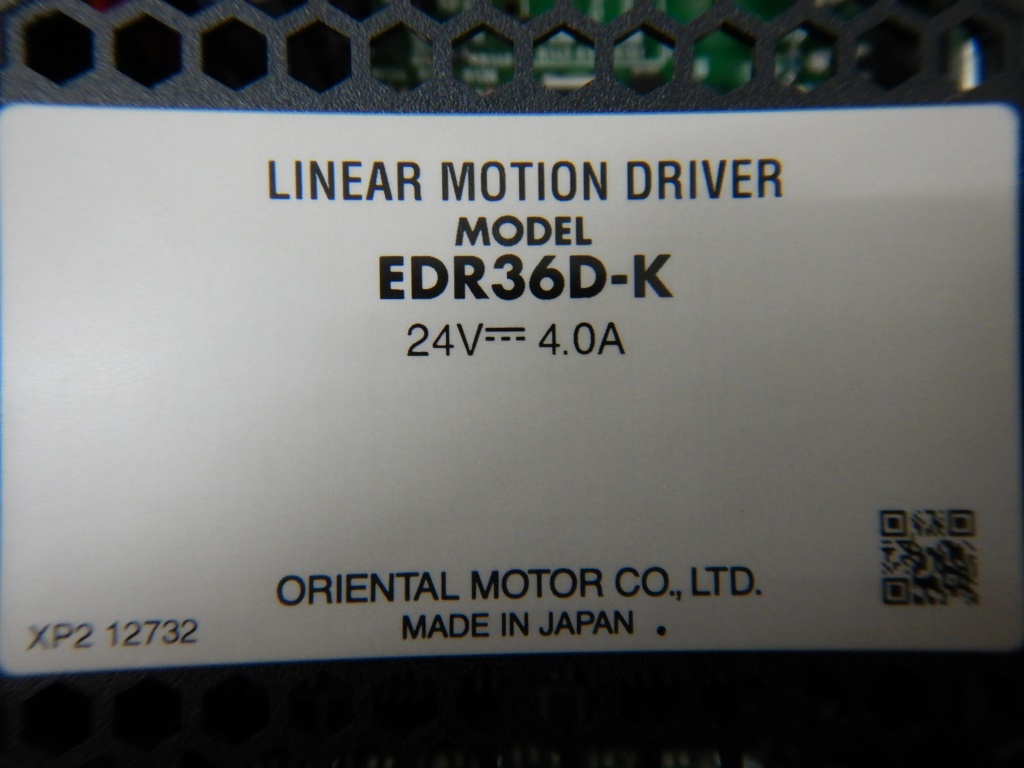 LINEAR MOTION DRIVER
MODEL
EDR36D-K
24V⎓ 4.0A
ORIENTAL MOTOR CO., LTD.
MADE IN JAPAN .
XP2 12732